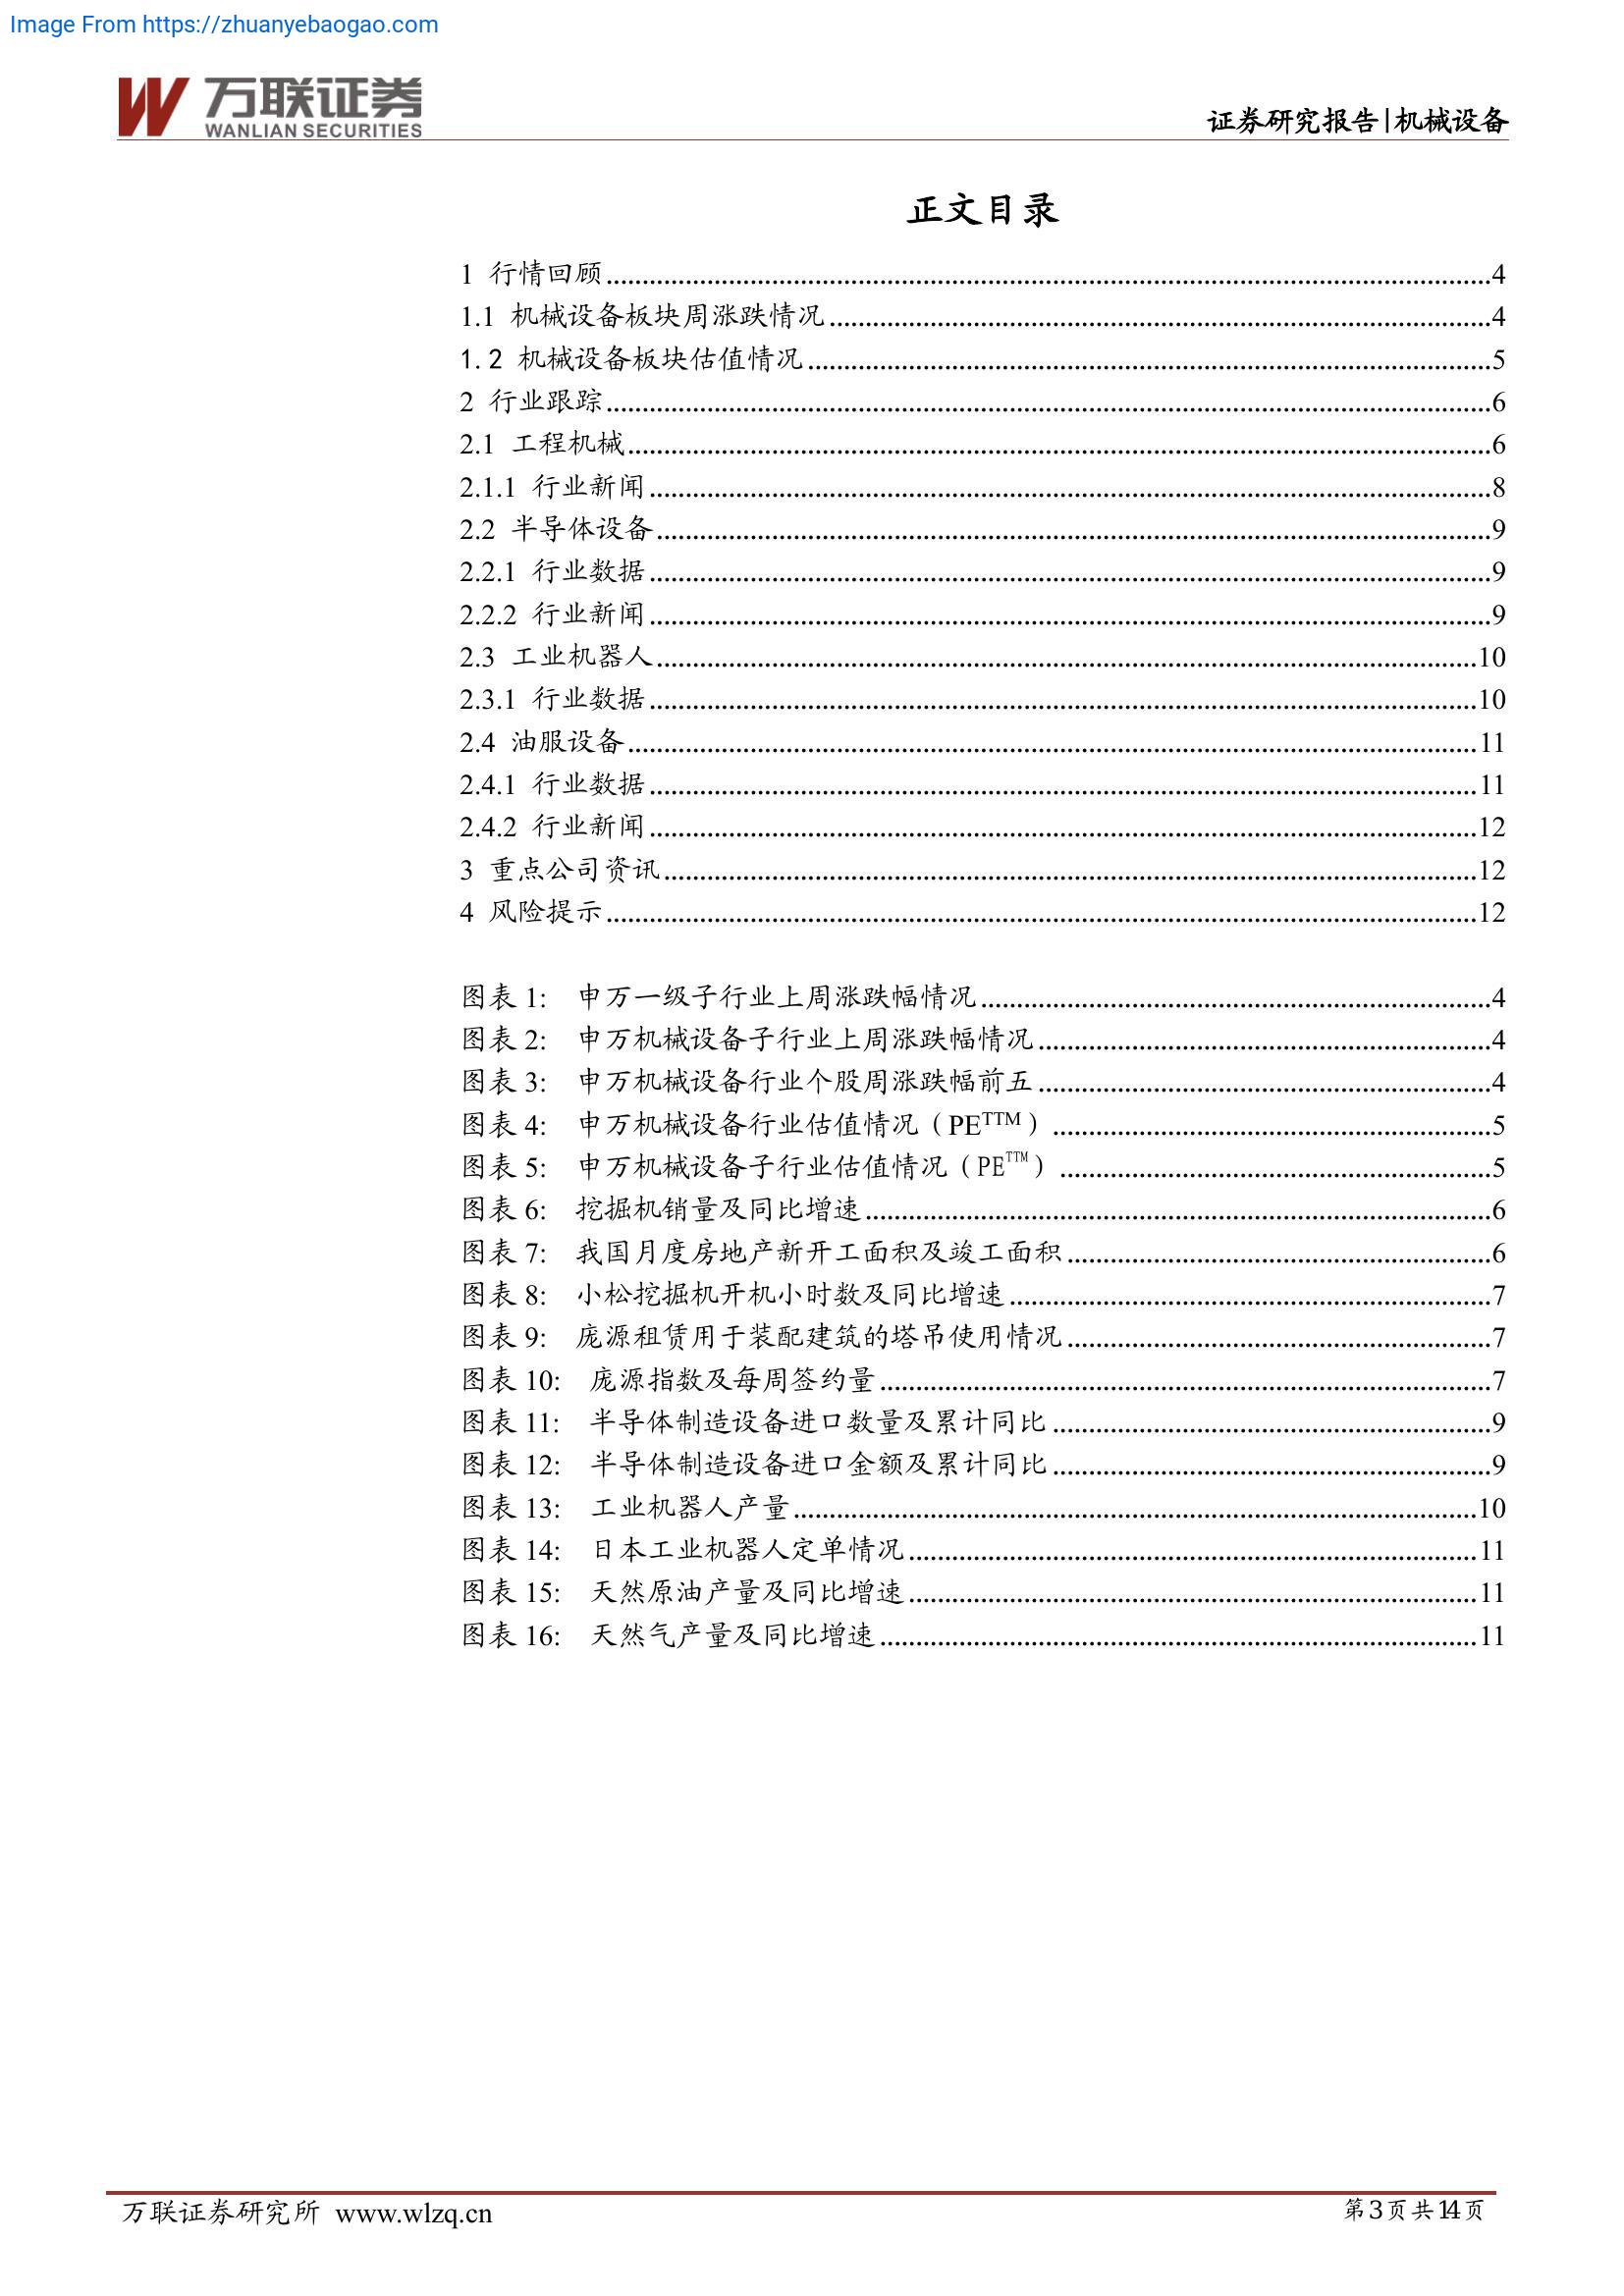 Image From https://zhuanyebaogao.com
万联证券
WANLIAN SECURITIES
证券研究报告|机械设备
正文目录
1 行情回顾..........4
1.1 机械设备板块周涨跌情况..........4
1.2 机械设备板块估值情况..........5
2 行业跟踪..........6
2.1 工程机械..........6
2.1.1 行业新闻..........8
2.2 半导体设备..........9
2.2.1 行业数据..........9
2.2.2 行业新闻..........9
2.3 工业机器人..........10
2.3.1 行业数据..........10
2.4 油服设备..........11
2.4.1 行业数据..........11
2.4.2 行业新闻..........12
3 重点公司资讯..........12
4 风险提示..........12
图表 1: 申万一级子行业上周涨跌幅情况..........4
图表 2: 申万机械设备子行业上周涨跌幅情况..........4
图表 3: 申万机械设备行业个股周涨跌幅前五..........4
图表 4: 申万机械设备行业估值情况（PETTM）..........5
图表 5: 申万机械设备子行业估值情况（PETTM）..........5
图表 6: 挖掘机销量及同比增速..........6
图表 7: 我国月度房地产新开工面积及竣工面积..........6
图表 8: 小松挖掘机开机小时数及同比增速..........7
图表 9: 庞源租赁用于装配建筑的塔吊使用情况..........7
图表 10: 庞源指数及每周签约量..........7
图表 11: 半导体制造设备进口数量及累计同比..........9
图表 12: 半导体制造设备进口金额及累计同比..........9
图表 13: 工业机器人产量..........10
图表 14: 日本工业机器人定单情况..........11
图表 15: 天然原油产量及同比增速..........11
图表 16: 天然气产量及同比增速..........11
万联证券研究所 www.wlzq.cn
第3页共14页